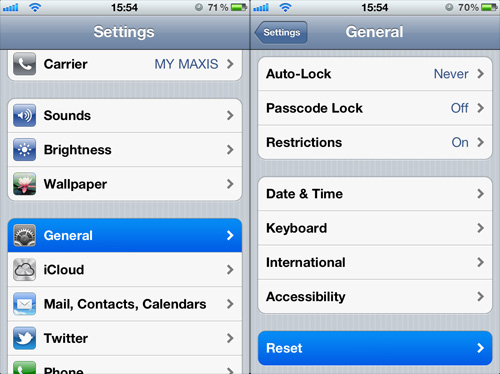 15:54
71%
Settings
Carrier MY MAXIS
Sounds
Brightness
Wallpaper
General
iCloud
Mail, Contacts, Calendars
Twitter
Phone
15:54
70%
Settings
General
Auto-Lock Never
Passcode Lock Off
Restrictions On
Date & Time
Keyboard
International
Accessibility
Reset